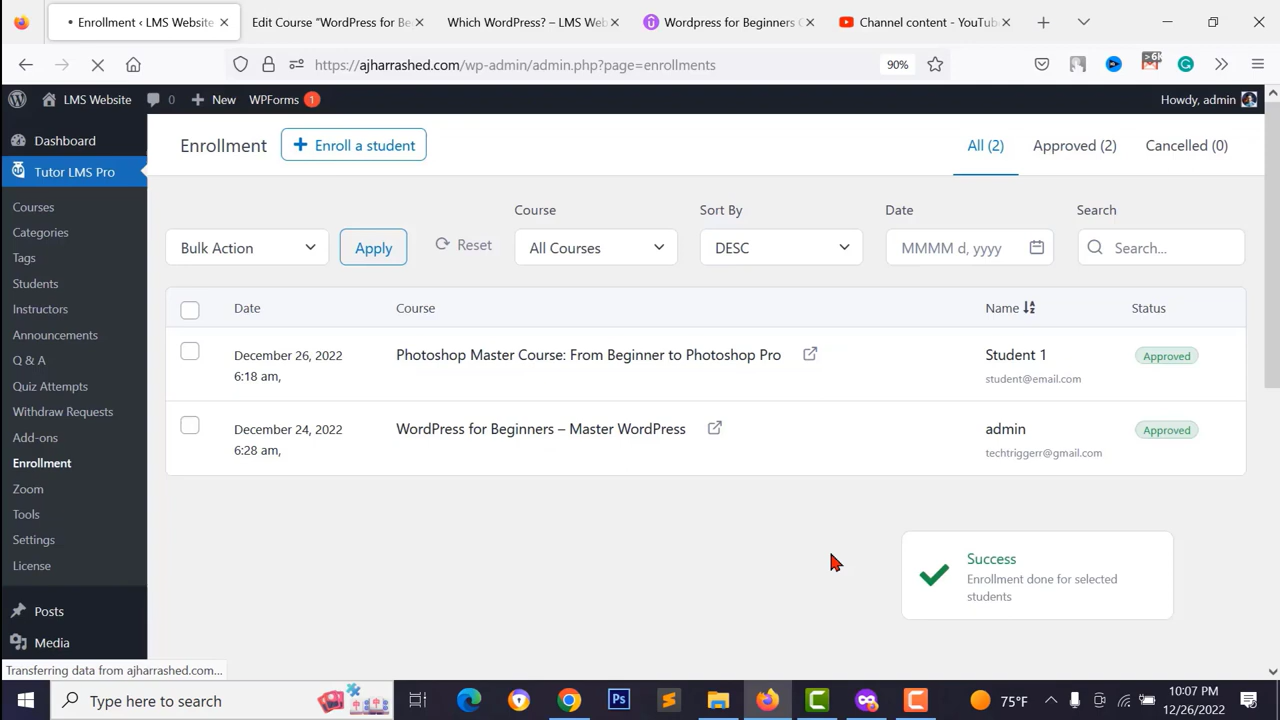 Enrollment ‹ LMS Website
Edit Course "WordPress for Be
Which WordPress? – LMS Web
Wordpress for Beginners
Channel content - YouTub
https://ajharrashed.com/wp-admin/admin.php?page=enrollments
90%
>6K
LMS Website
0
New
WPForms 1
Howdy, admin
Dashboard
Tutor LMS Pro
Courses
Categories
Tags
Students
Instructors
Announcements
Q & A
Quiz Attempts
Withdraw Requests
Add-ons
Enrollment
Zoom
Tools
Settings
License
Posts
Media
Enrollment
Enroll a student
All (2)
Approved (2)
Cancelled (0)
Course
Sort By
Date
Search
Bulk Action
Apply
Reset
All Courses
DESC
MMMM d, yyyy
Search...
Date
Course
Name
Status
December 26, 2022
6:18 am,
Photoshop Master Course: From Beginner to Photoshop Pro
Student 1
student@email.com
Approved
December 24, 2022
6:28 am,
WordPress for Beginners – Master WordPress
admin
techtriggerr@gmail.com
Approved
Success
Enrollment done for selected
students
Transferring data from ajharrashed.com...
Type here to search
Ps
75°F
10:07 PM
12/26/2022